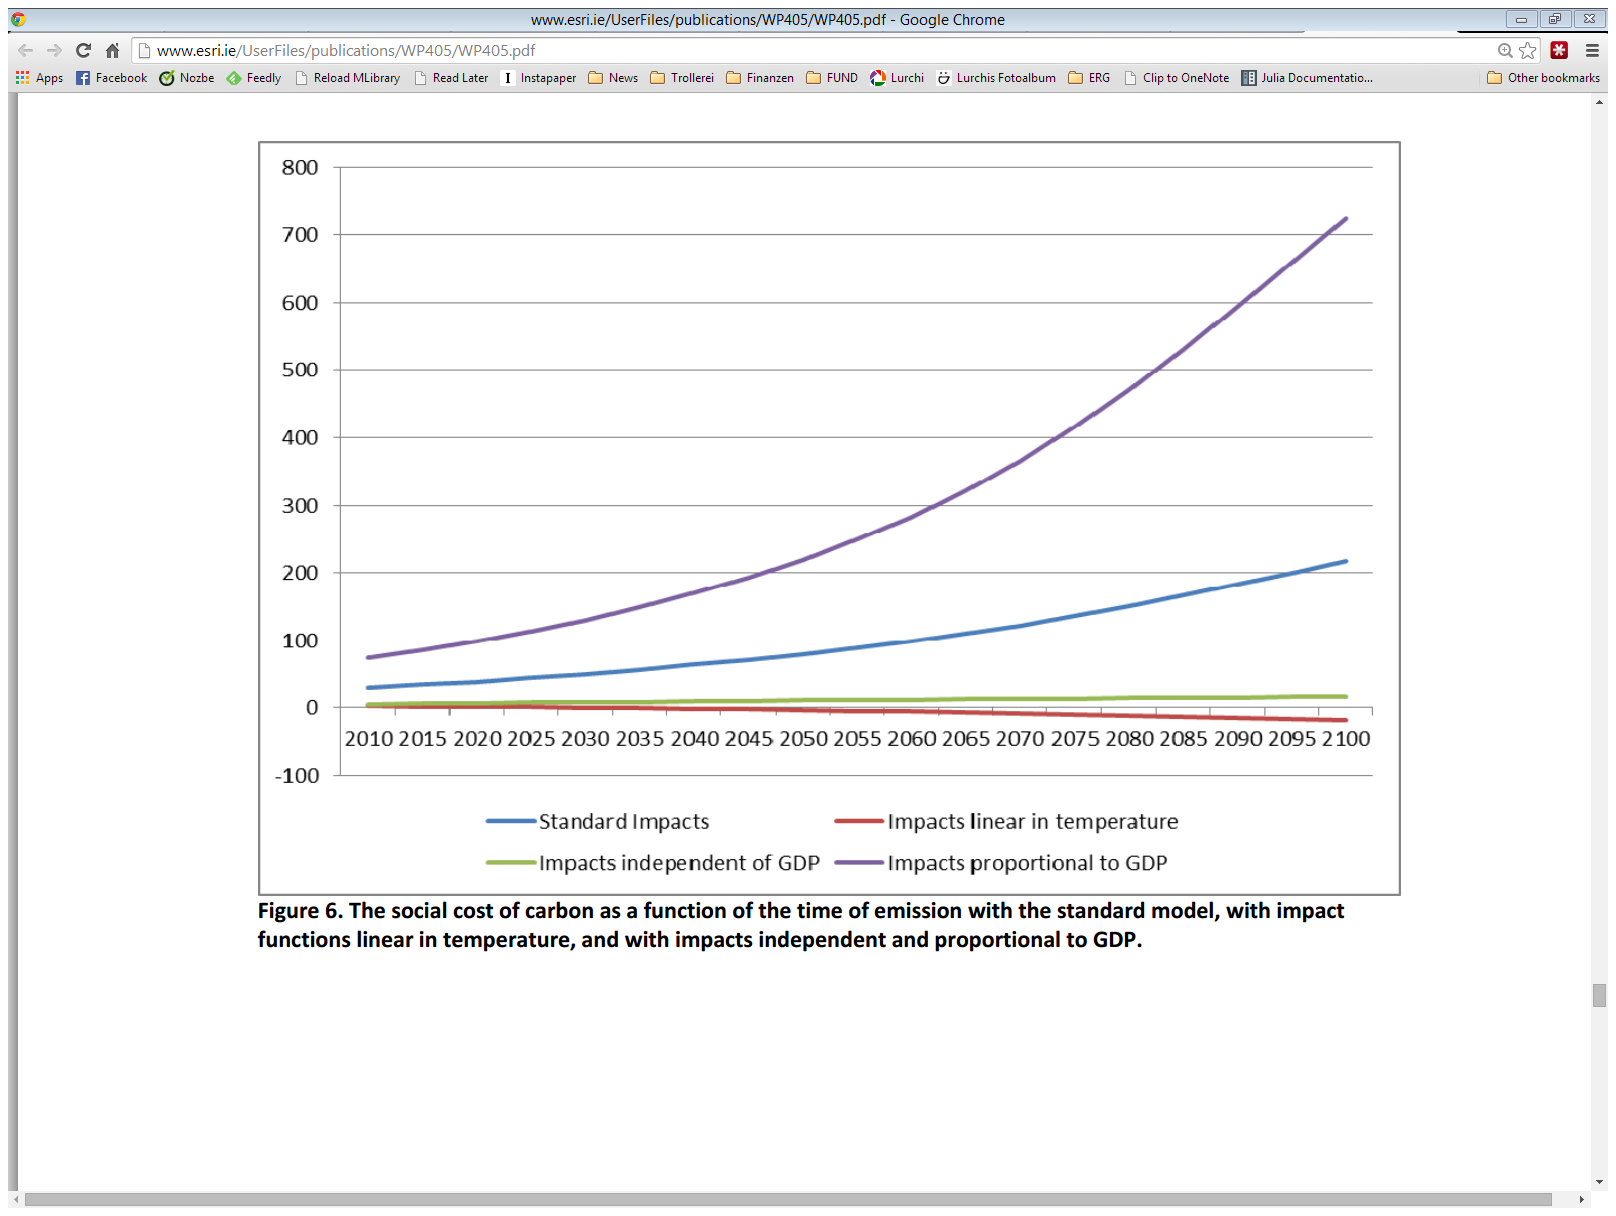 www.esri.ie/UserFiles/publications/WP405/WP405.pdf - Google Chrome
www.esri.ie/UserFiles/publications/WP405/WP405.pdf
Apps Facebook Nozbe Feedly Reload MLibrary Read Later I Instapaper News Trollerei Finanzen FUND Lurchi Lurchis Fotoalbum ERG Clip to OneNote Julia Documentatio... Other bookmarks
800
700
600
500
400
300
200
100
0
2010 2015 2020 2025 2030 2035 2040 2045 2050 2055 2060 2065 2070 2075 2080 2085 2090 2095 2100
-100
Standard Impacts Impacts linear in temperature
Impacts independent of GDP Impacts proportional to GDP
Figure 6. The social cost of carbon as a function of the time of emission with the standard model, with impact
functions linear in temperature, and with impacts independent and proportional to GDP.